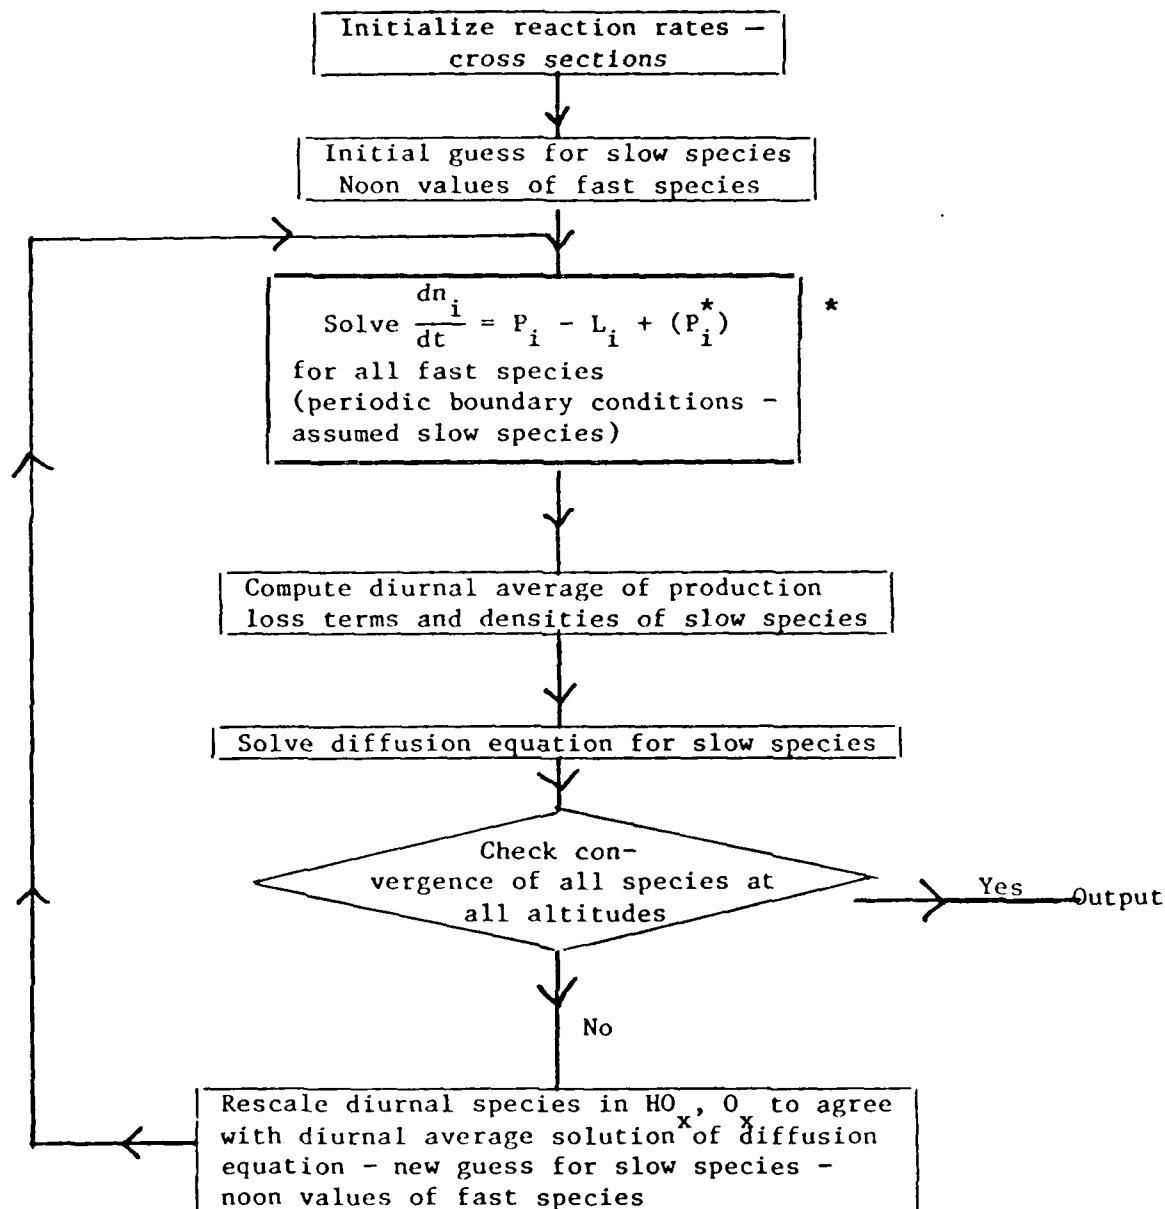 Initialize reaction rates —
cross sections
Initial guess for slow species
Noon values of fast species
Solve dn_i/dt = P_i - L_i + (P_i^*)
*
for all fast species
(periodic boundary conditions -
assumed slow species)
Compute diurnal average of production
loss terms and densities of slow species
Solve diffusion equation for slow species
Check con-
vergence of all species at
all altitudes
Yes
Output
No
Rescale diurnal species in HO_x, O_x to agree
with diurnal average solution of diffusion
equation - new guess for slow species -
noon values of fast species